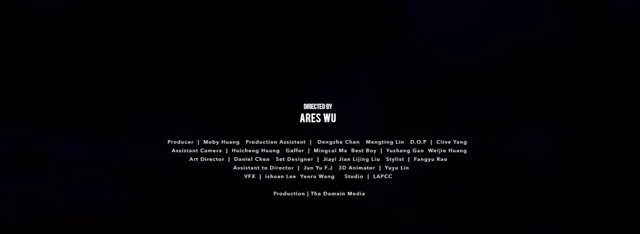 DIRECTED BY
ARES WU
Producer | Moby Huang Production Assistant | Dengzhe Chen Mengting Lin D.O.P | Clive Yang
Assistant Camera | Huicheng Huang Gaffer | Mingcai Ma Best Boy | Yusheng Gao Weijie Huang
Art Director | Daniel Chen Set Designer | Jiayi Jian Lijing Liu Stylist | Fangyu Rao
Assistant to Director | Jun Yu F.J 3D Animator | Yuyu Lin
VFX | ishuan Lee Yenra Wang Studio | LAPCC
Production | The Domain Media